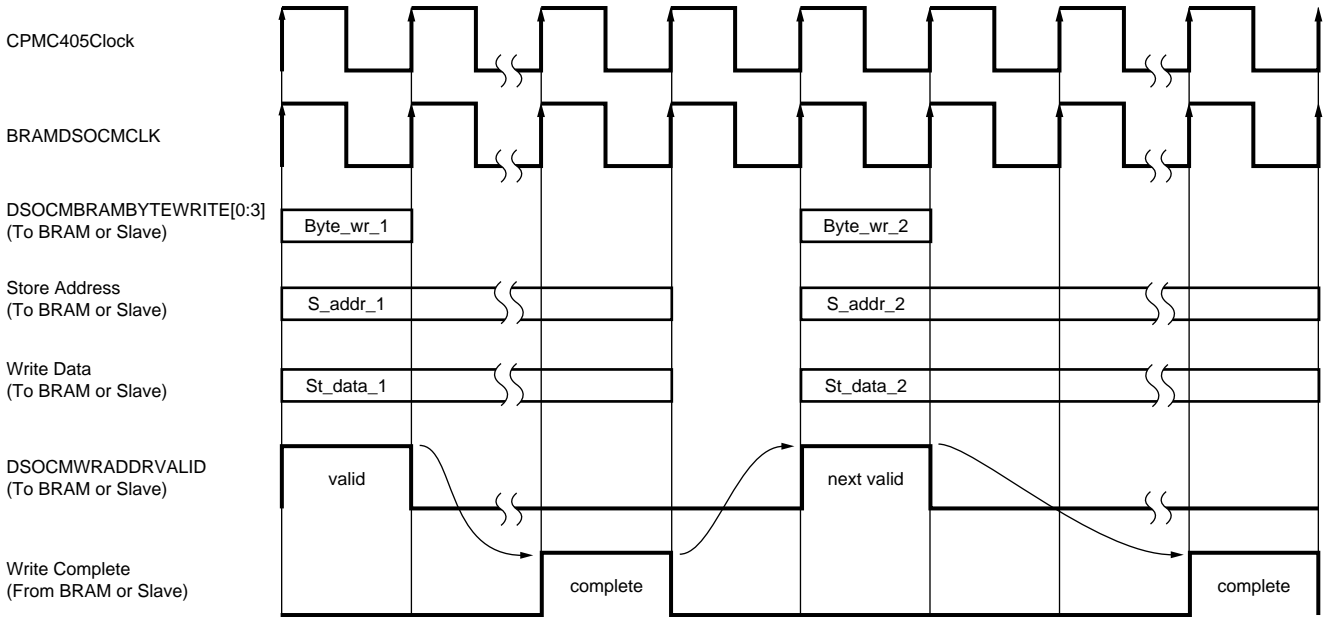 CPMC405Clock
BRAMDSOCMCLK
DSOCMBRAMBYTEWRITE[0:3]
(To BRAM or Slave)
Byte_wr_1
Byte_wr_2
Store Address
(To BRAM or Slave)
S_addr_1
S_addr_2
Write Data
(To BRAM or Slave)
St_data_1
St_data_2
DSOCMWRADDRVALID
(To BRAM or Slave)
valid
next valid
Write Complete
(From BRAM or Slave)
complete
complete